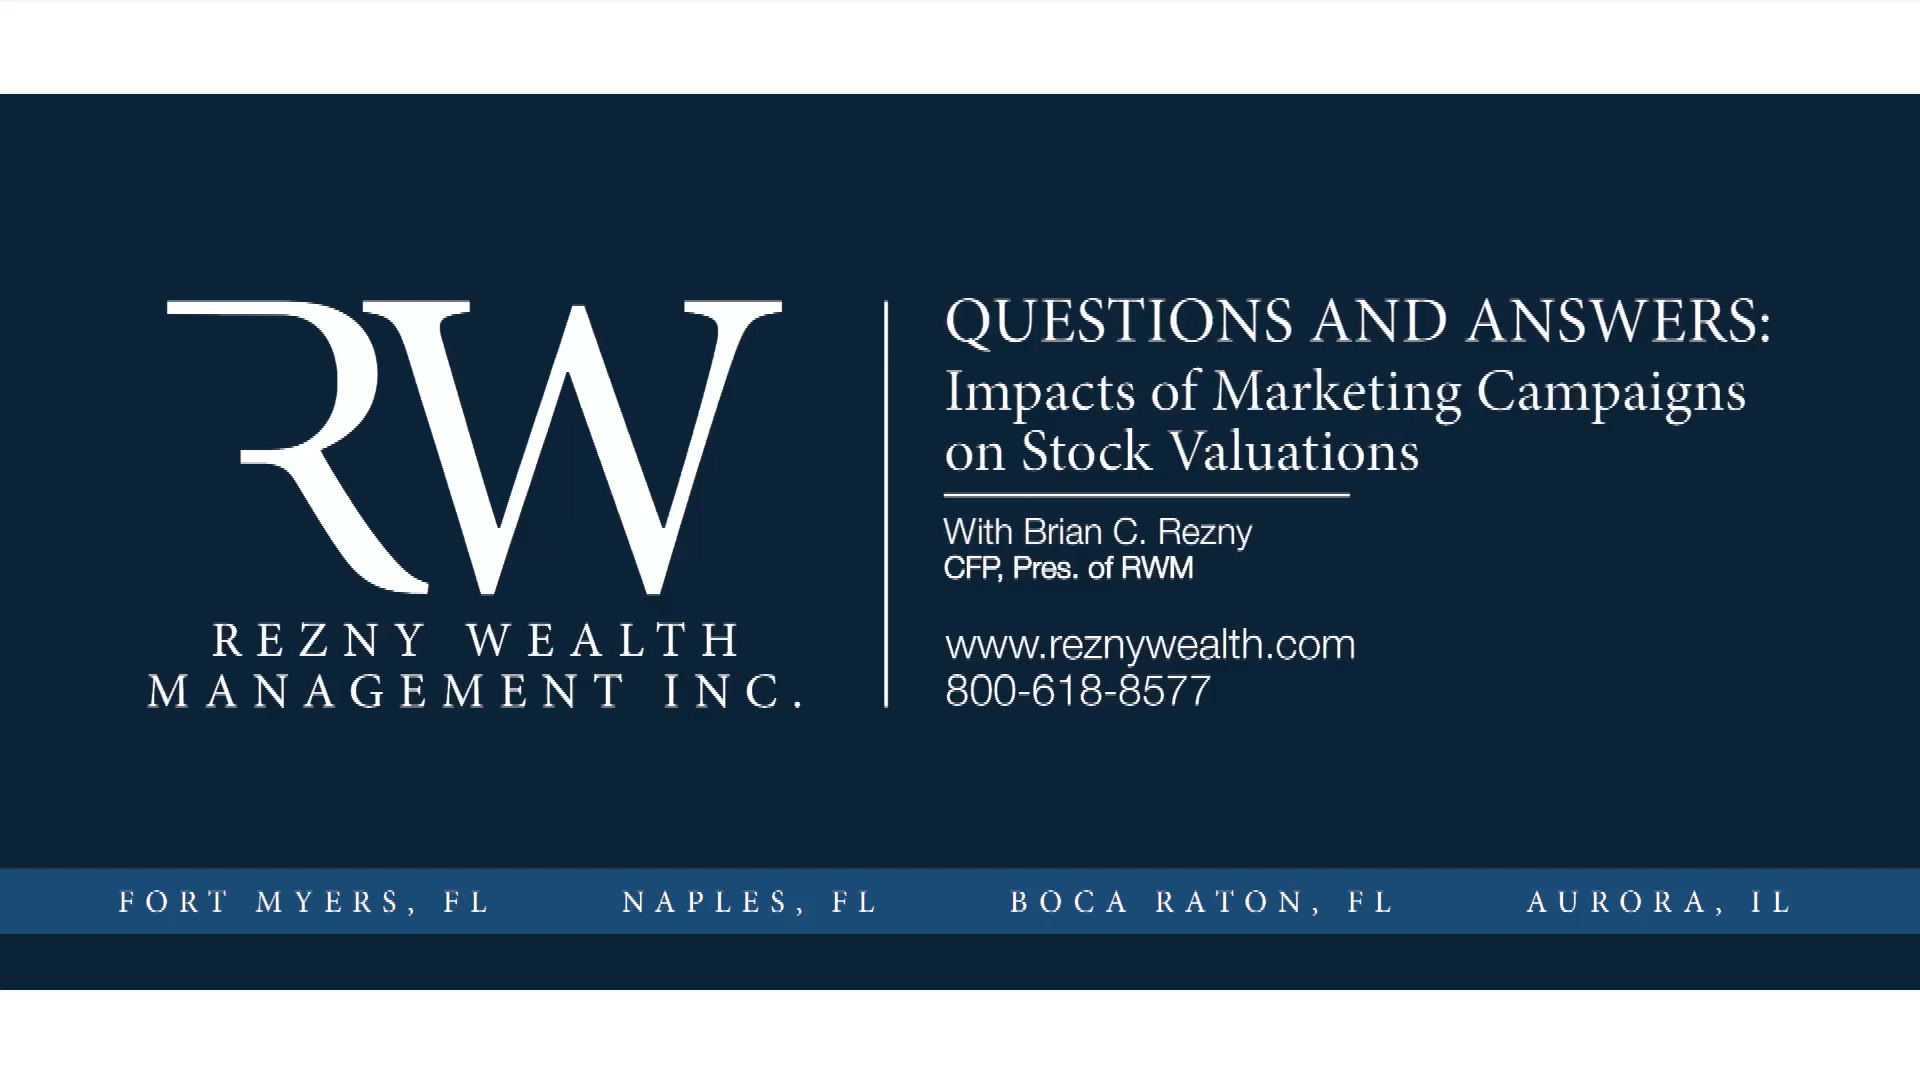 RW
REZNY WEALTH
MANAGEMENT INC.
QUESTIONS AND ANSWERS:
Impacts of Marketing Campaigns
on Stock Valuations
With Brian C. Rezny
CFP, Pres. of RWM
www.reznywealth.com
800-618-8577
FORT MYERS, FL NAPLES, FL BOCA RATON, FL AURORA, IL